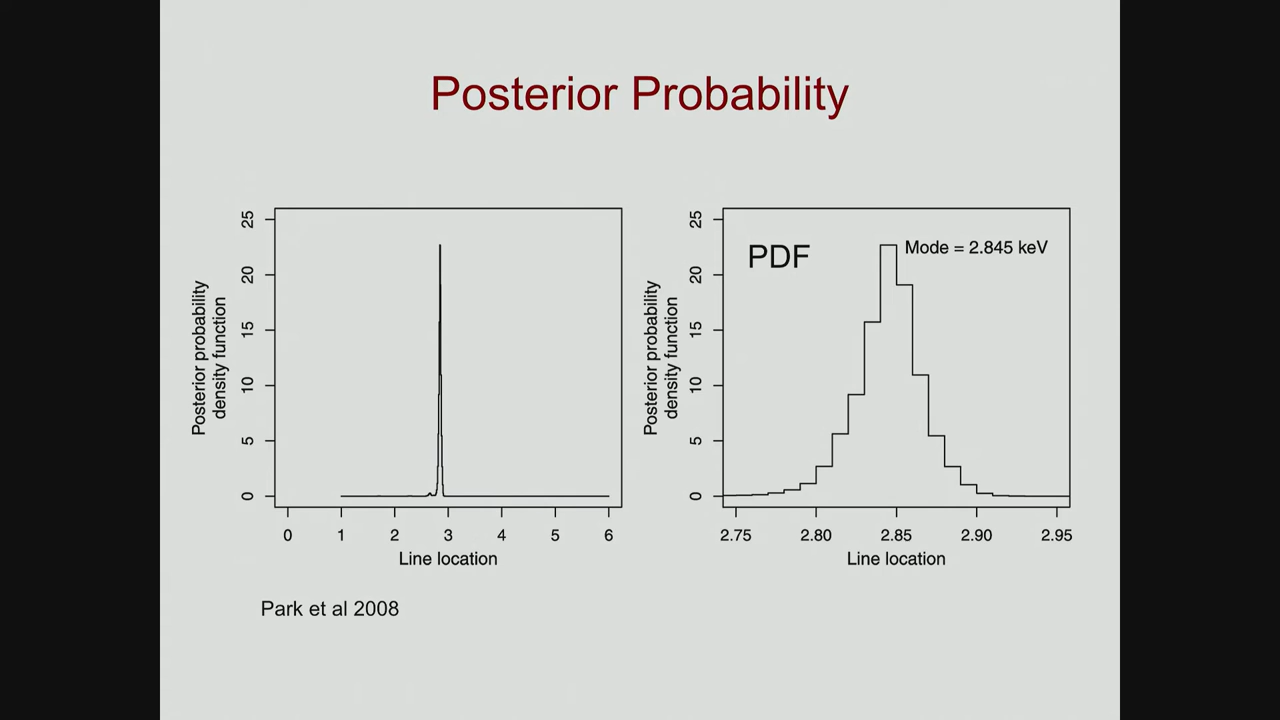 Posterior Probability
Posterior probability
density function
25
20
15
10
5
0
0 1 2 3 4 5 6
Line location
Posterior probability
density function
25
20
15
10
5
0
PDF
Mode = 2.845 keV
2.75 2.80 2.85 2.90 2.95
Line location
Park et al 2008